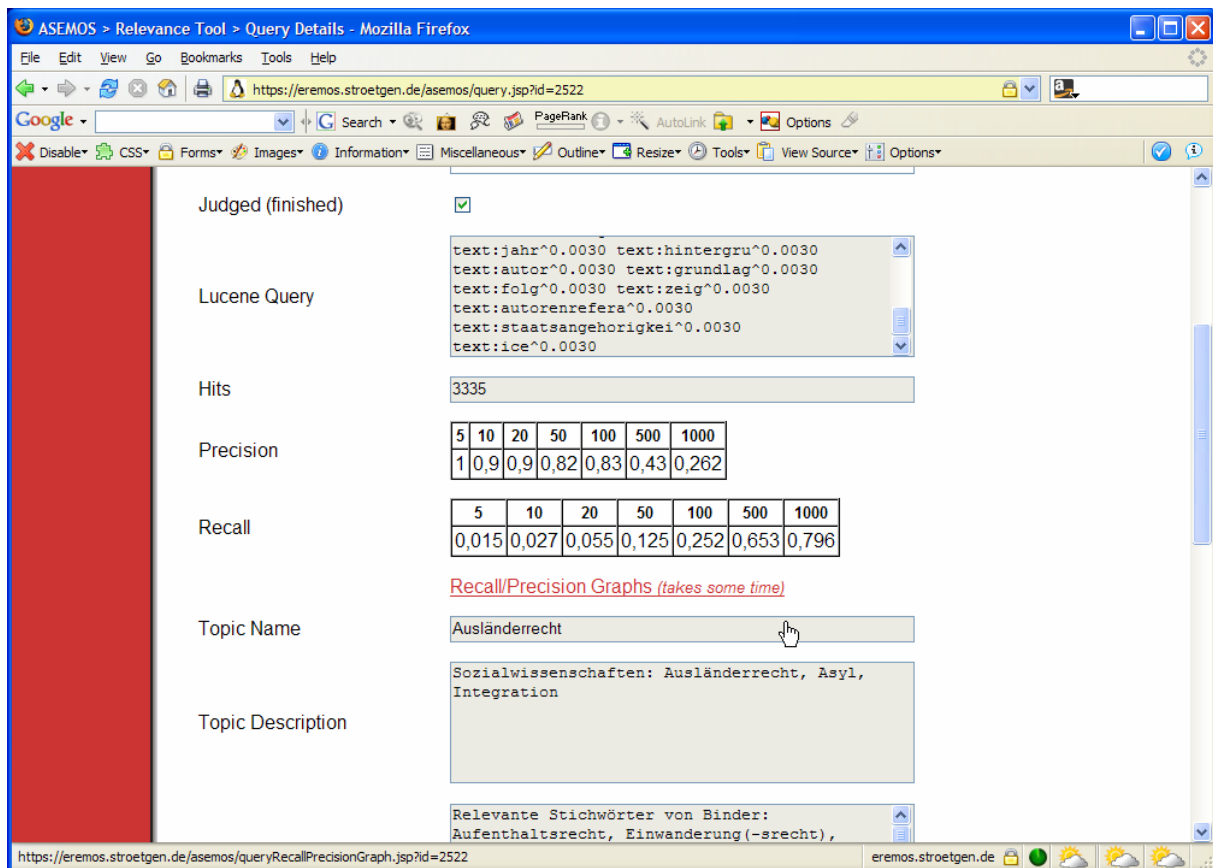 ASEMOS > Relevance Tool > Query Details - Mozilla Firefox
File Edit View Go Bookmarks Tools Help
https://eremos.stroetgen.de/asemos/query.jsp?id=2522
Google Search PageRank AutoLink Options
Disable CSS Forms Images Information Miscellaneous Outline Resize Tools View Source Options
Judged (finished)
Lucene Query
text:jahr^0.0030 text:hintergru^0.0030
text:autor^0.0030 text:grundlag^0.0030
text:folg^0.0030 text:zeig^0.0030
text:autorenrefera^0.0030
text:staatsangehorigkei^0.0030
text:ice^0.0030
Hits 3335
Precision
5 10 20 50 100 500 1000
1 0,9 0,9 0,82 0,83 0,43 0,262
Recall
5 10 20 50 100 500 1000
0,015 0,027 0,055 0,125 0,252 0,653 0,796
Recall/Precision Graphs (takes some time)
Topic Name Ausländerrecht
Topic Description
Sozialwissenschaften: Ausländerrecht, Asyl,
Integration
Relevante Stichwörter von Binder:
Aufenthaltsrecht, Einwanderung(-srecht),
https://eremos.stroetgen.de/asemos/queryRecallPrecisionGraph.jsp?id=2522 eremos.stroetgen.de